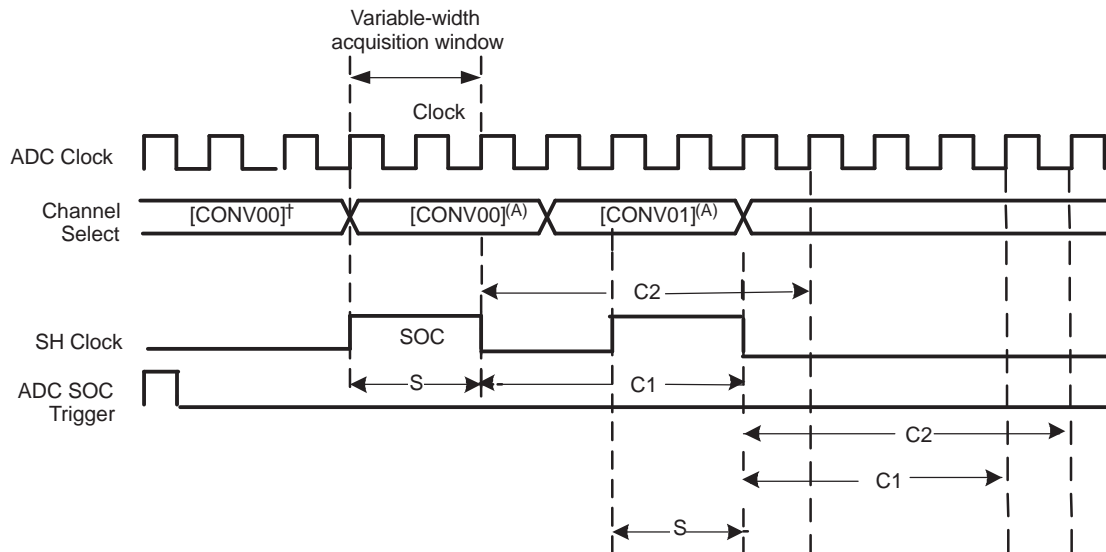 Variable-width
acquisition window
Clock
ADC Clock
Channel
Select
[CONV00]†
[CONV00](A)
[CONV01](A)
C2
SH Clock
SOC
S
C1
ADC SOC
Trigger
C2
C1
S